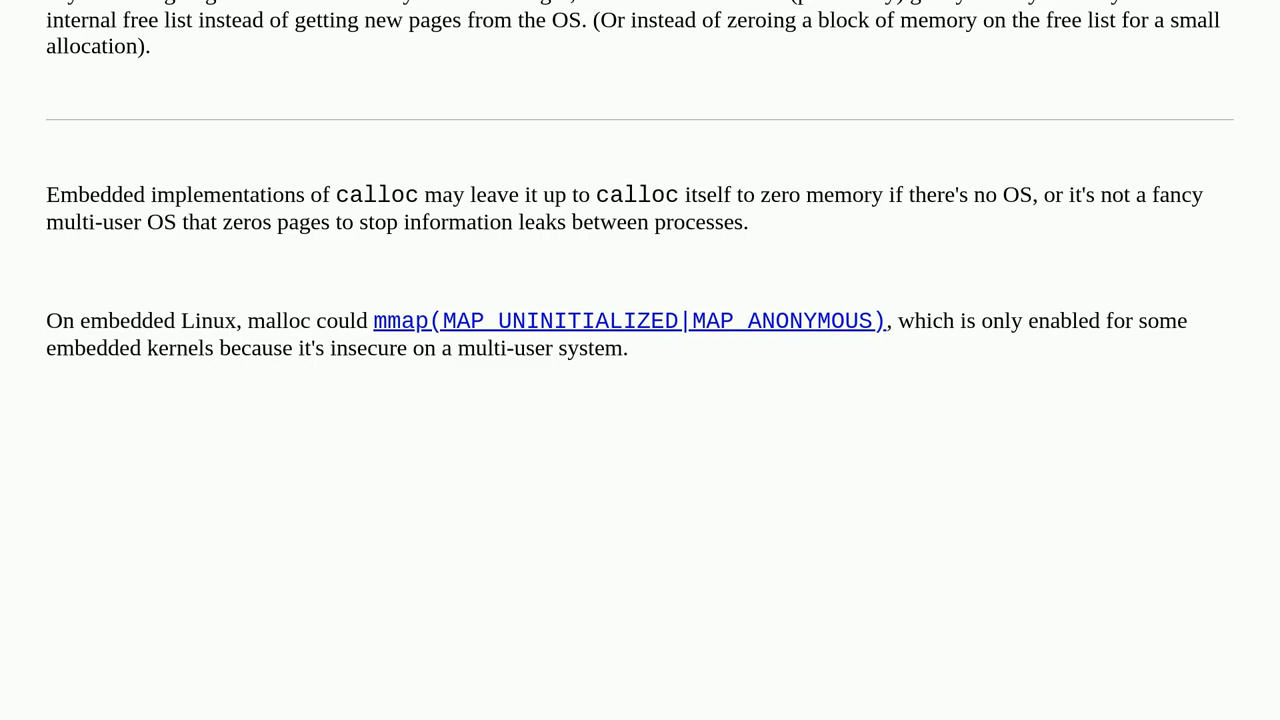 internal free list instead of getting new pages from the OS. (Or instead of zeroing a block of memory on the free list for a small
allocation).
Embedded implementations of calloc may leave it up to calloc itself to zero memory if there's no OS, or it's not a fancy
multi-user OS that zeros pages to stop information leaks between processes.
On embedded Linux, malloc could mmap(MAP_UNINITIALIZED|MAP_ANONYMOUS), which is only enabled for some
embedded kernels because it's insecure on a multi-user system.